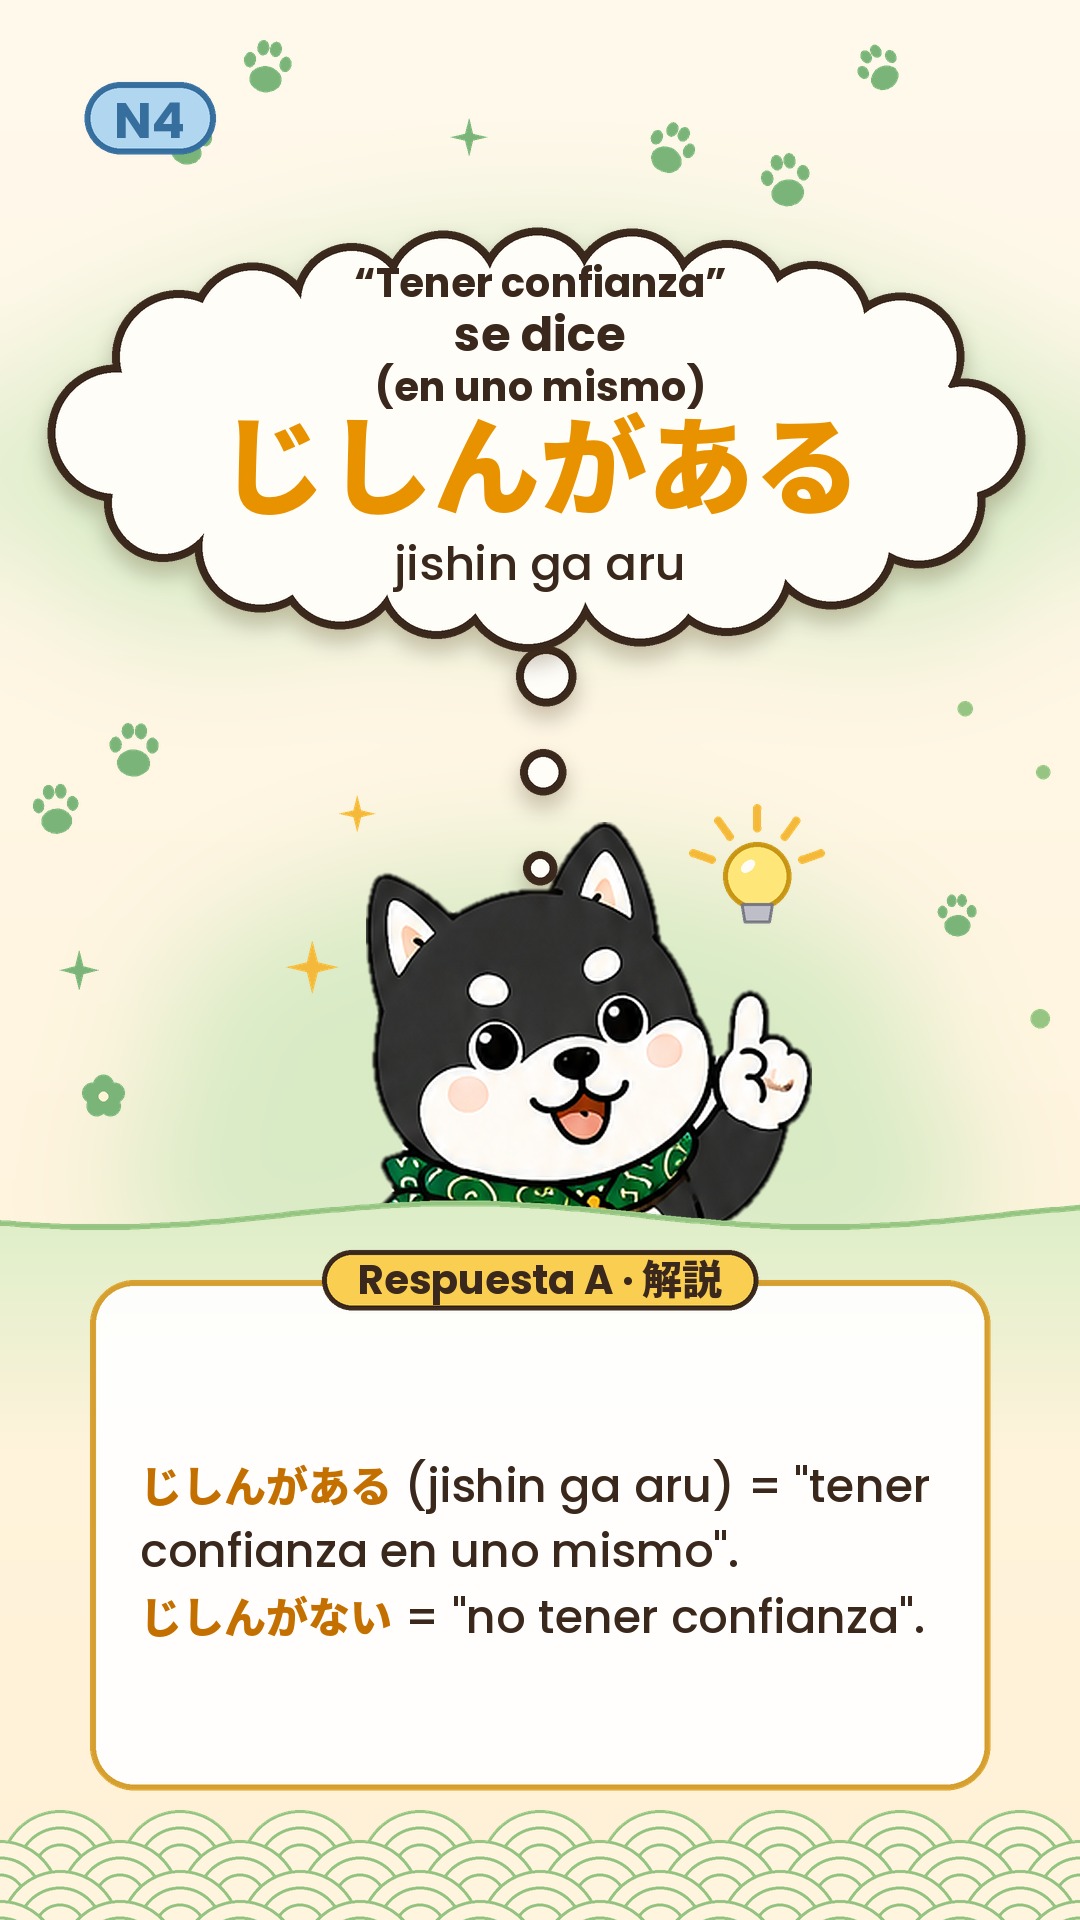 N4
“Tener confianza”
se dice
(en uno mismo)
じしんがある
jishin ga aru
Respuesta A · 解説
じしんがある (jishin ga aru) = "tener
confianza en uno mismo".
じしんがない = "no tener confianza".